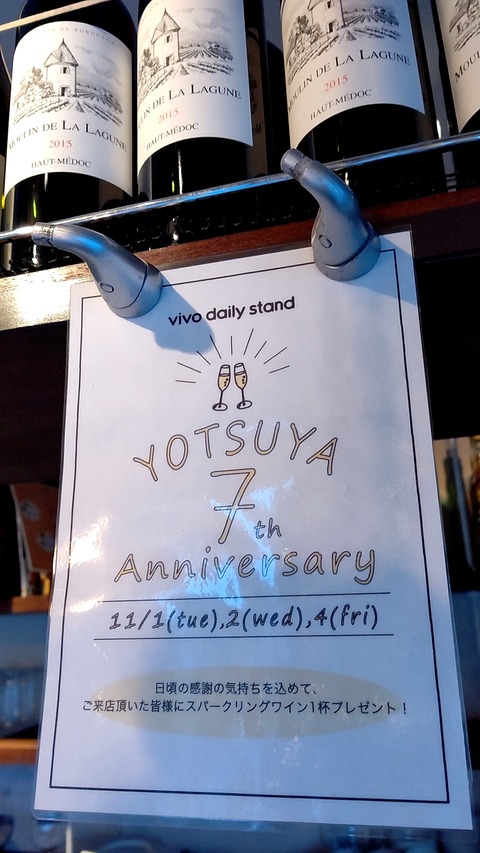 DE BORDEAUX
MOULIN DE LA LAGUNE
2015
HAUT-MÉDOC
LIN DE LA LAGUNE
2015
HAUT-MÉDOC
MOULIN DE LA LAGUNE
2015
HAUT-MÉDOC
vivo daily stand
YOTSUYA
7th
Anniversary
11/1(tue),2(wed),4(fri)
日頃の感謝の気持ちを込めて、
ご来店頂いた皆様にスパークリングワイン1杯プレゼント!